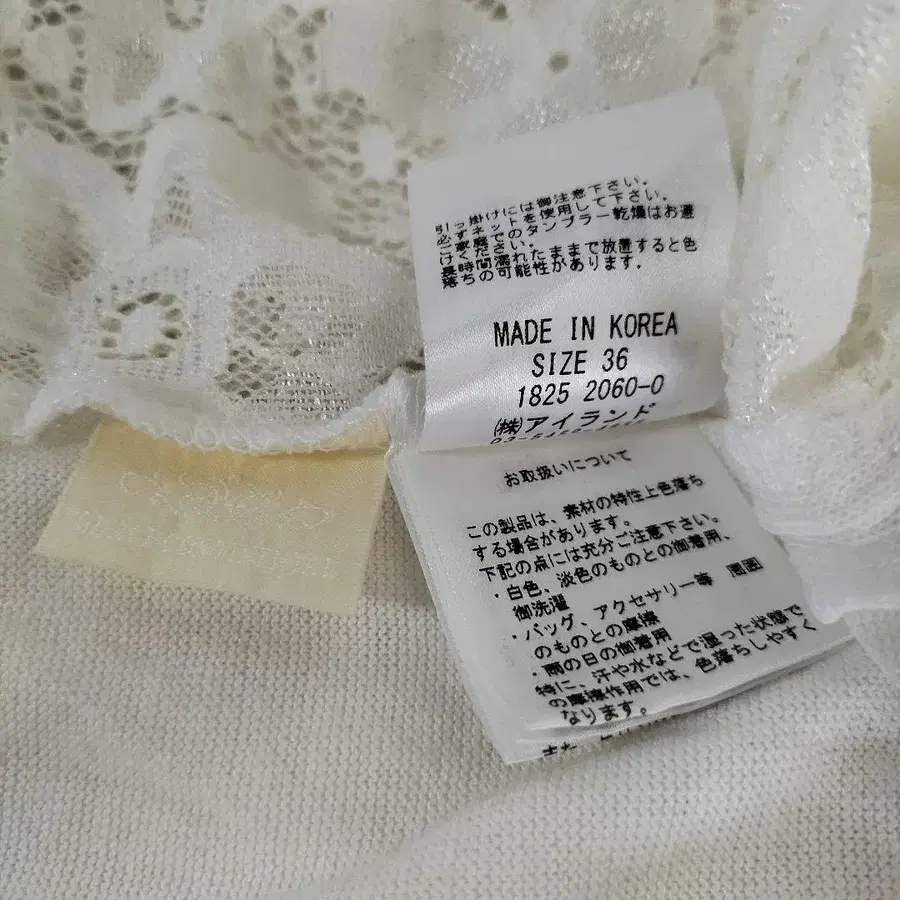 引っ掛けには御注意下さい。
必ずネットを使用して下さい。
ご家庭でのタンブラー乾燥はお避
けください。
長時間濡れたままで放置すると色
落ちの可能性があります。
MADE IN KOREA
SIZE 36
1825 2060-0
(株)アイランド
お取扱いについて
この製品は、素材の特性上色落ち
する場合があります。
下記の点には充分ご注意下さい。
・白色、淡色のものとの御着用、
御洗濯
・バッグ、アクセサリー等 周囲
のものとの摩擦
・雨の日の御着用
特に、汗や水などで湿った状態で
の摩擦作用では、色落ちしやすく
なります。
また